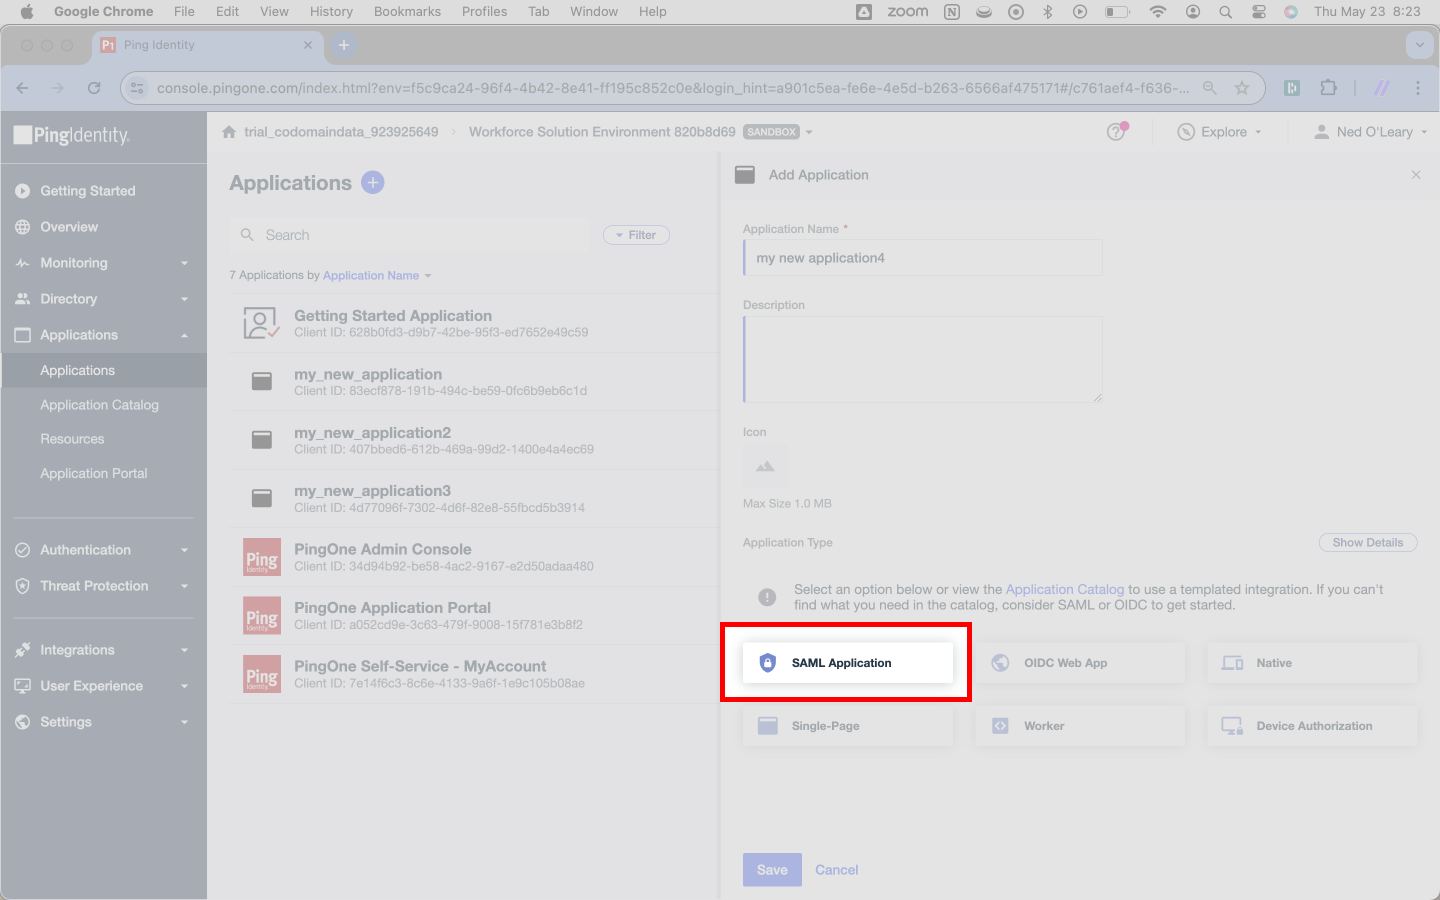 Google Chrome File Edit View History Bookmarks Profiles Tab Window Help zoom Thu May 23 8:23
P1 Ping Identity
console.pingone.com/index.html?env=f5c9ca24-96f4-4b42-8e41-ff195c852c0e&login_hint=a901c5ea-fe6e-4e5d-b263-6566af475171#/c761aef4-f636-...
PingIdentity.
trial_codomaindata_923925649 Workforce Solution Environment 820b8d69 SANDBOX
Explore
Ned O'Leary
Getting Started
Overview
Monitoring
Directory
Applications
Applications
Application Catalog
Resources
Application Portal
Authentication
Threat Protection
Integrations
User Experience
Settings
Applications
Search
Filter
7 Applications by Application Name
Getting Started Application
Client ID: 628b0fd3-d9b7-42be-95f3-ed7652e49c59
my_new_application
Client ID: 83ecf878-191b-494c-be59-0fc6b9eb6c1d
my_new_application2
Client ID: 407bbed6-612b-469a-99d2-1400e4a4ec69
my_new_application3
Client ID: 4d77096f-7302-4d6f-82e8-55fbcd5b3914
Ping Identity
PingOne Admin Console
Client ID: 34d94b92-be58-4ac2-9167-e2d50adaa480
Ping Identity
PingOne Application Portal
Client ID: a052cd9e-3c63-479f-9008-15f781e3b8f2
Ping Identity
PingOne Self-Service - MyAccount
Client ID: 7e14f6c3-8c6e-4133-9a6f-1e9c105b08ae
Add Application
Application Name *
my new application4
Description
Icon
Max Size 1.0 MB
Application Type
Show Details
Select an option below or view the Application Catalog to use a templated integration. If you can't
find what you need in the catalog, consider SAML or OIDC to get started.
SAML Application
OIDC Web App
Native
Single-Page
Worker
Device Authorization
Save
Cancel